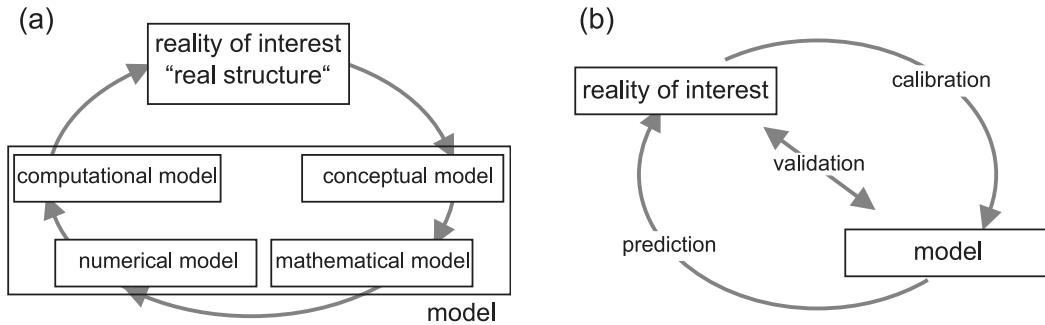 (a)
reality of interest
“real structure“
computational model
conceptual model
numerical model
mathematical model
model
(b)
reality of interest
calibration
validation
prediction
model